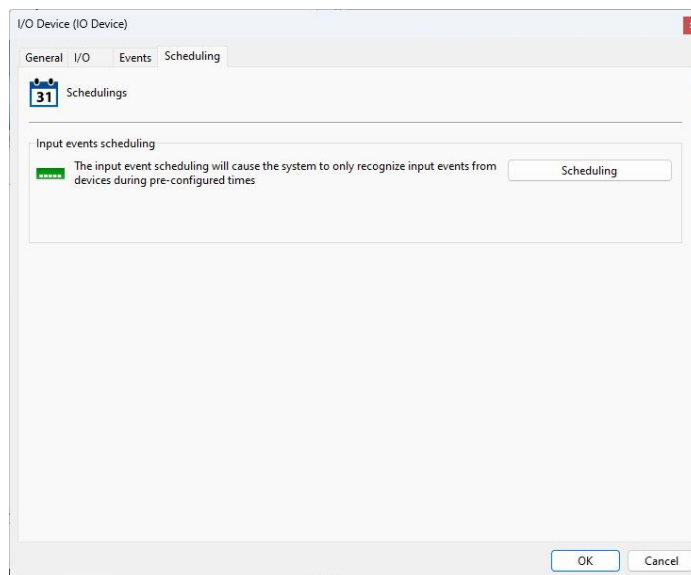 I/O Device (IO Device)
General I/O Events Scheduling
31 Schedulings
Input events scheduling
The input event scheduling will cause the system to only recognize input events from
devices during pre-configured times
Scheduling
OK Cancel